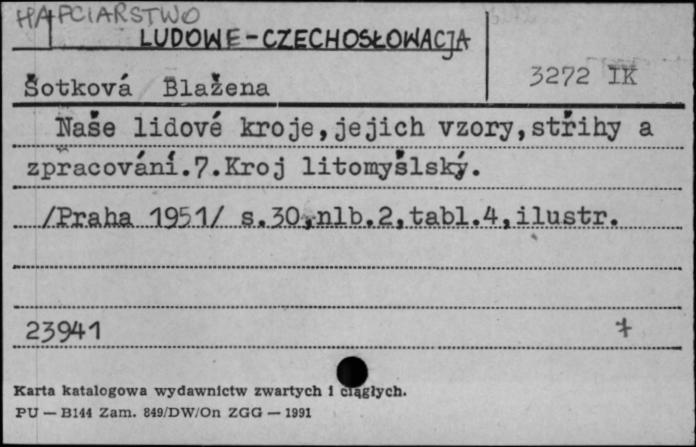 HAFCIARSTWO
LUDOWE-CZECHOSŁOWACJA
Šotková Blažena
3272 IK
Naše lidové kroje,jejich vzory,střihy a
zpracování.7.Kroj litomyšlský.
/Praha 1951/ s.30,nlb.2,tabl.4,ilustr.
23941
Karta katalogowa wydawnictw zwartych i ciągłych.
PU — B144 Zam. 849/DW/On ZGG — 1991